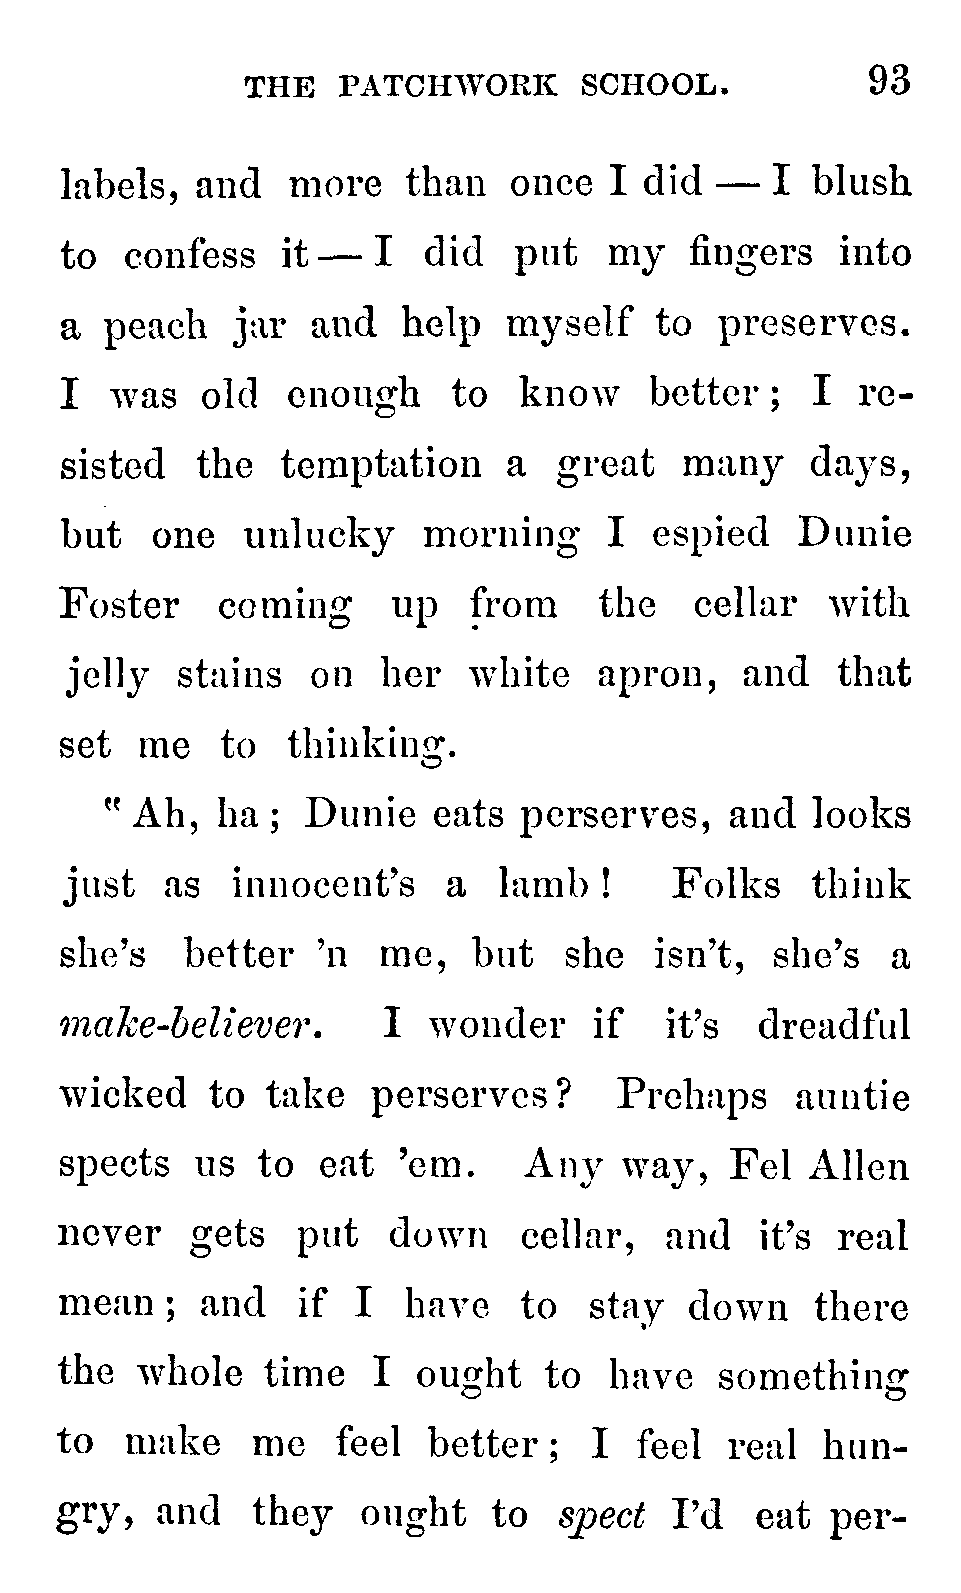 THE PATCHWORK SCHOOL. 93
labels, and more than once I did — I blush
to confess it — I did put my fingers into
a peach jar and help myself to preserves.
I was old enough to know better; I re-
sisted the temptation a great many days,
but one unlucky morning I espied Dunie
Foster coming up from the cellar with
jelly stains on her white apron, and that
set me to thinking.
"Ah, ha; Dunie eats perserves, and looks
just as innocent's a lamb! Folks think
she's better 'n me, but she isn't, she's a
make-believer. I wonder if it's dreadful
wicked to take perserves? Prehaps auntie
spects us to eat 'em. Any way, Fel Allen
never gets put down cellar, and it's real
mean; and if I have to stay down there
the whole time I ought to have something
to make me feel better; I feel real hun-
gry, and they ought to spect I'd eat per-